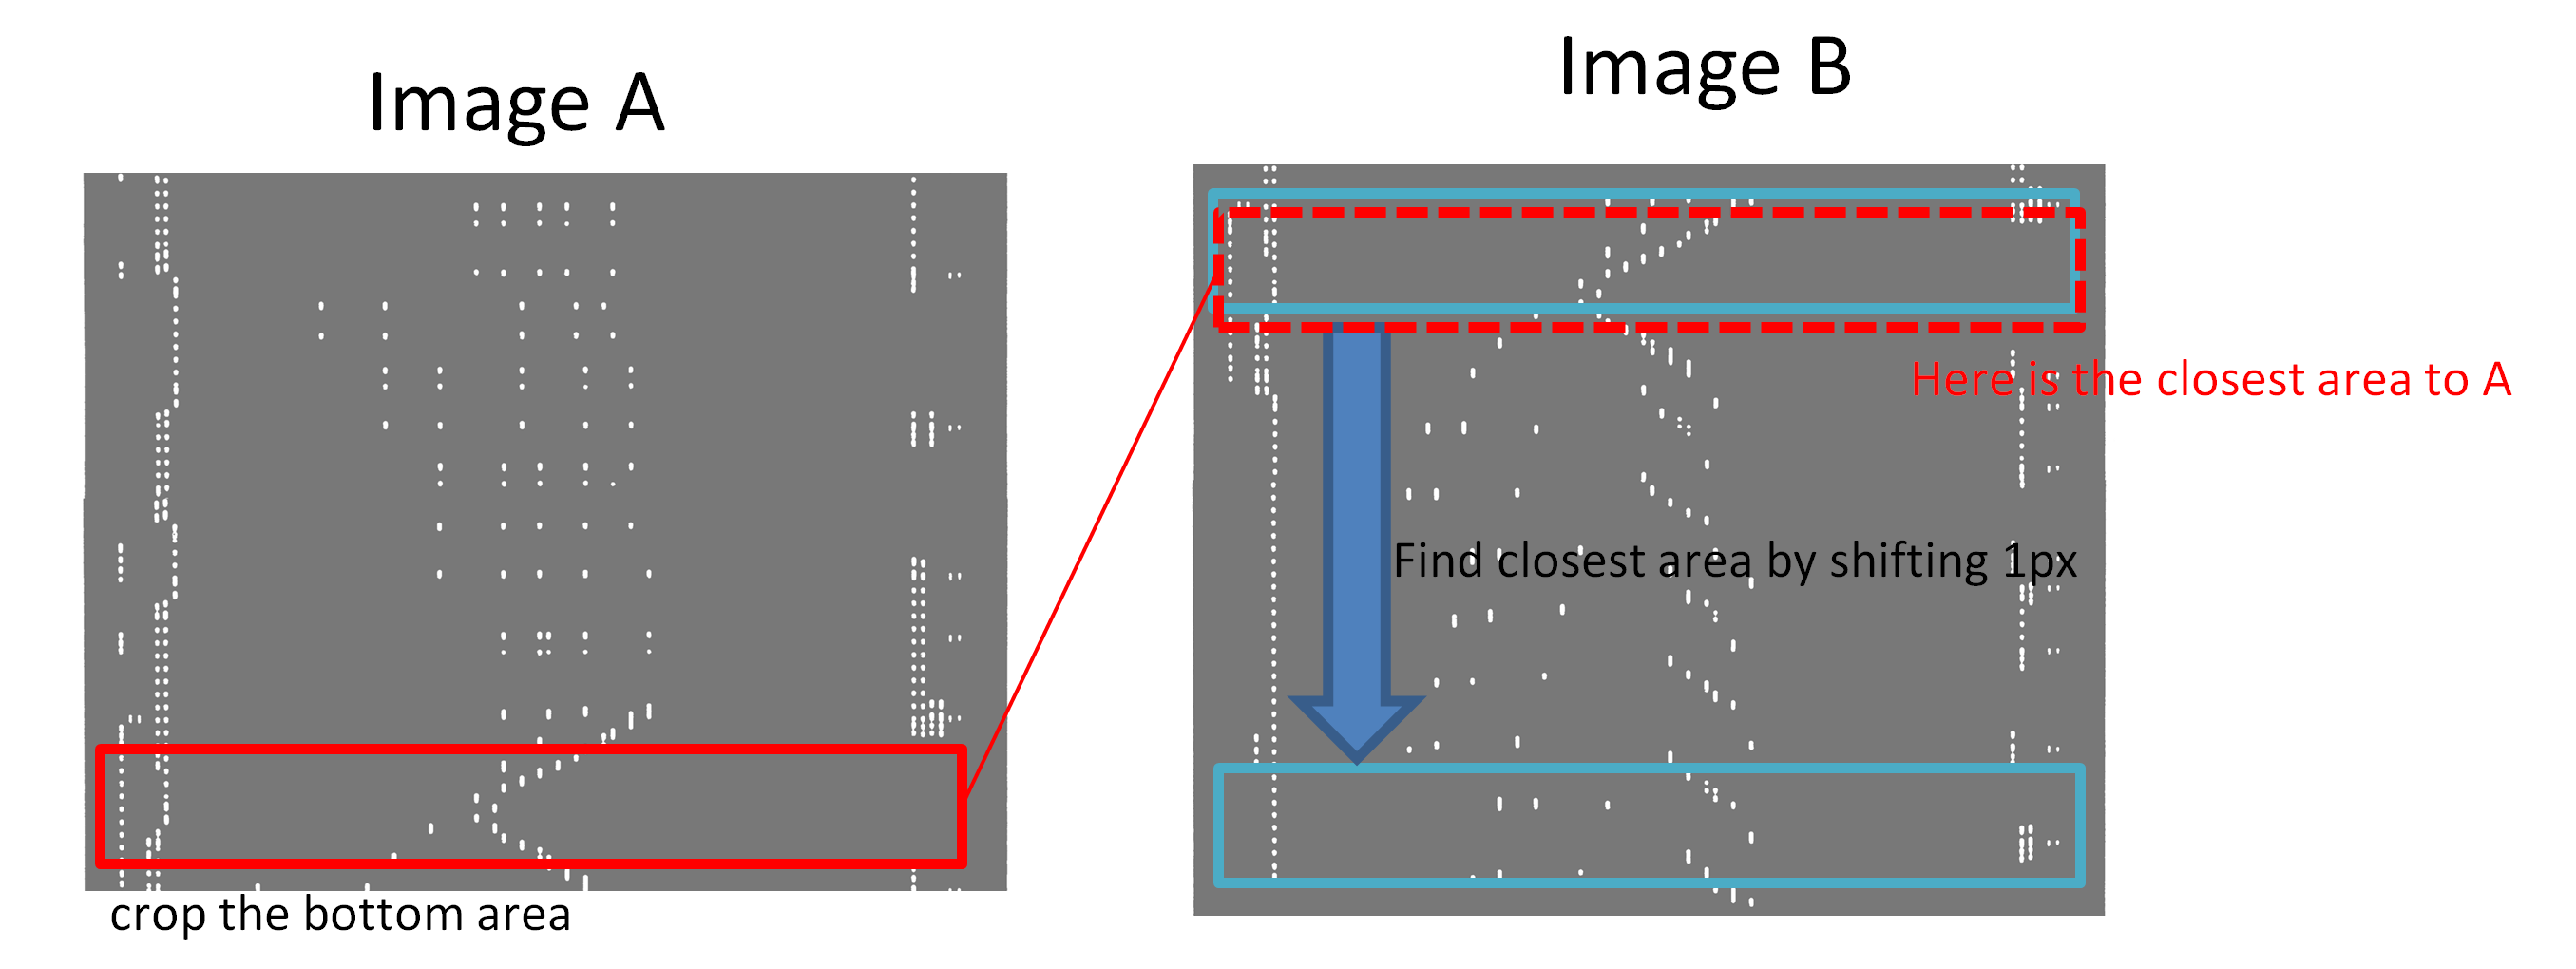 Image A
Image B
Here is the closest area to A
Find closest area by shifting 1px
crop the bottom area